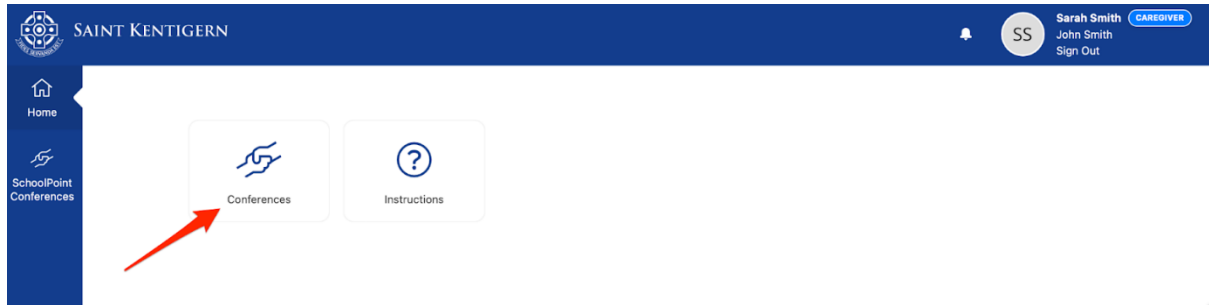 SAINT KENTIGERN
SS
Sarah Smith CAREGIVER
John Smith
Sign Out
Home
SchoolPoint
Conferences
Conferences
Instructions